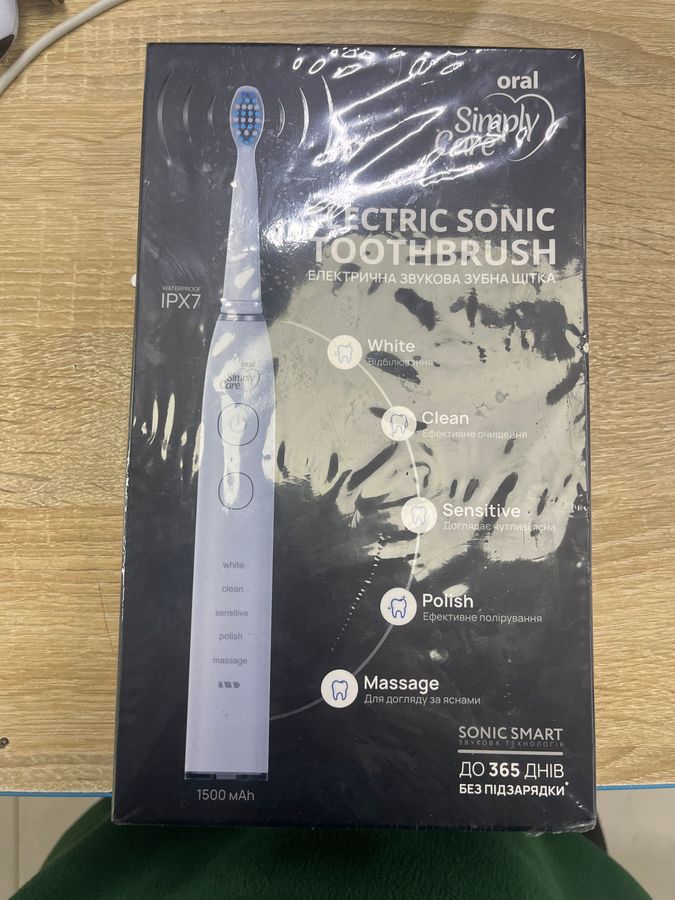 oral
Simply
Care
ELECTRIC SONIC
TOOTHBRUSH
ЕЛЕКТРИЧНА ЗВУКОВА ЗУБНА ЩІТКА
WATERPROOF
IPX7
White
Відбілювання
oral
Simply
Care
Clean
Ефективне очищення
Sensitive
Доглядає чутливі ясна
white
clean
sensitive
polish
massage
Polish
Ефективне полірування
Massage
Для догляду за яснами
SONIC SMART
ЗВУКОВА ТЕХНОЛОГІЯ
ДО 365 ДНІВ
БЕЗ ПІДЗАРЯДКИ*
1500 мАh